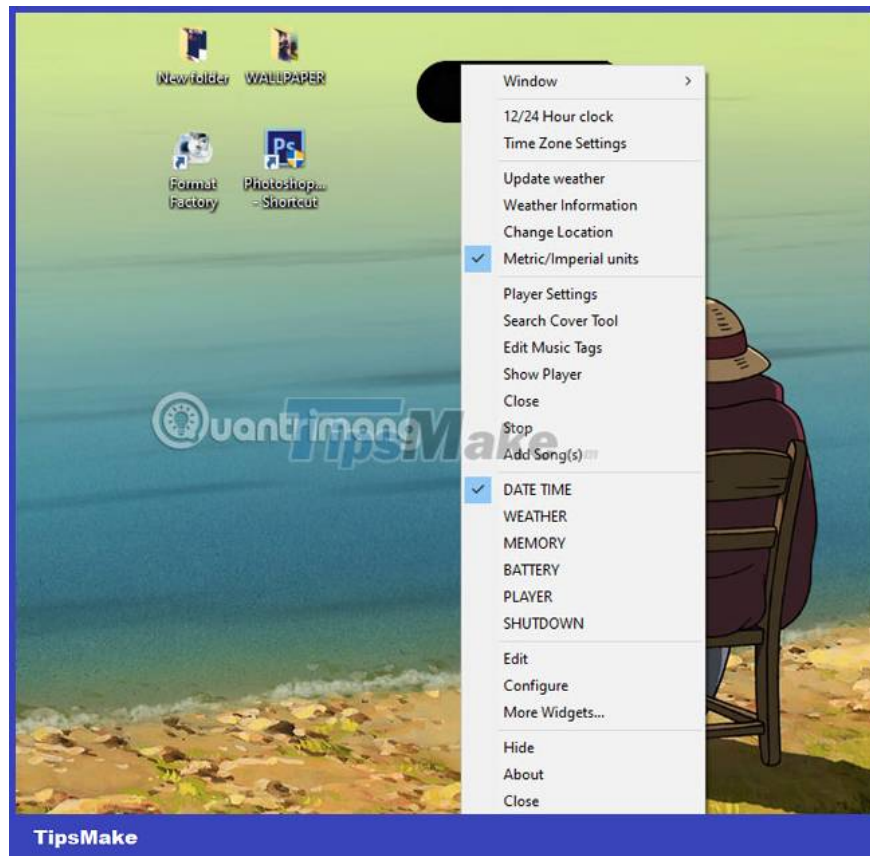 New folder
WALLPAPER
Format
Factory
Ps
Photoshop...
- Shortcut
Window
12/24 Hour clock
Time Zone Settings
Update weather
Weather Information
Change Location
Metric/Imperial units
Player Settings
Search Cover Tool
Edit Music Tags
Show Player
Close
Stop
Add Song(s)
DATE TIME
WEATHER
MEMORY
BATTERY
PLAYER
SHUTDOWN
Edit
Configure
More Widgets...
Hide
About
Close
Quantrimang
TipsMake.com
TipsMake